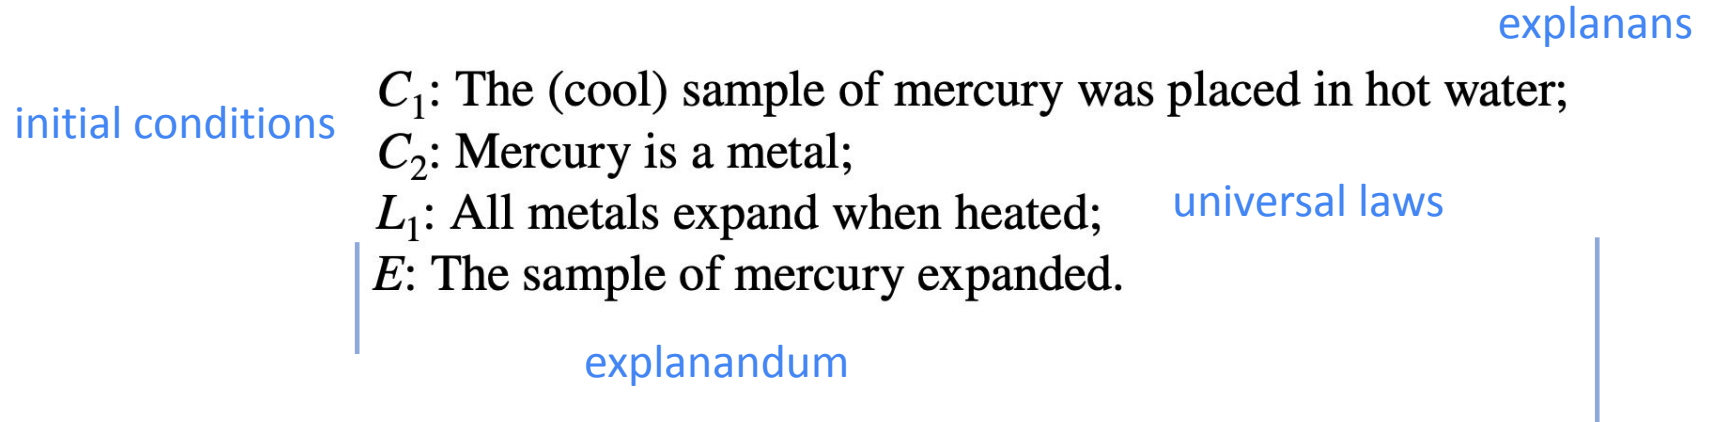 explanans
C₁: The (cool) sample of mercury was placed in hot water;
initial conditions
C₂: Mercury is a metal;
L₁: All metals expand when heated;
universal laws
E: The sample of mercury expanded.
explanandum